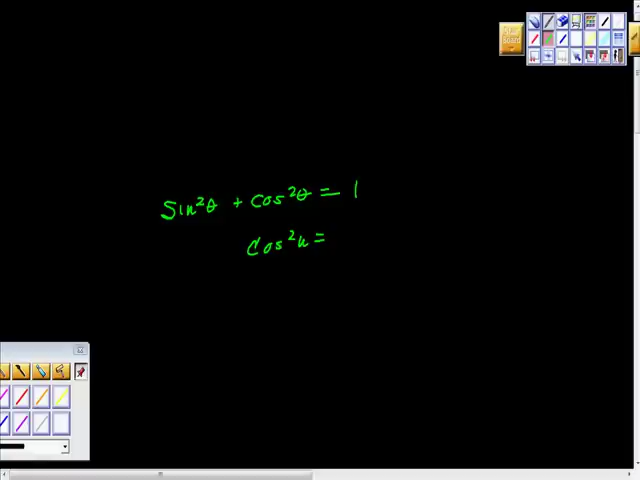 Sin²θ + Cos²θ = 1
Cos²u =